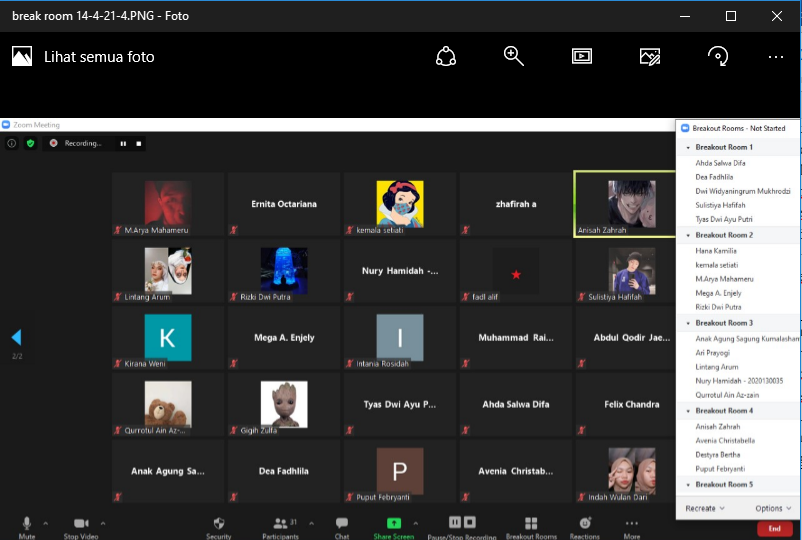 break room 14-4-21-4.PNG - Foto
Lihat semua foto
Zoom Meeting
Recording...
M.Arya Mahameru
Ernita Octariana
kemala setiati
zhafirah a
Anisah Zahrah
Lintang Arum
Rizki Dwi Putra
Nury Hamidah -...
fadl alif
Sulistiya Hafifah
K
Kirana Weni
Mega A. Enjely
I
Intania Rosidah
Muhammad Rai...
Abdul Qodir Jae...
Qurrotul Ain Az-...
Gigih Zulfa
Tyas Dwi Ayu P...
Ahda Salwa Difa
Felix Chandra
Anak Agung Sa...
Dea Fadhlila
P
Puput Febryanti
Avenia Christab...
Indah Wulan Dari
2/2
Breakout Rooms - Not Started
Breakout Room 1
Ahda Salwa Difa
Dea Fadhlila
Dwi Widyaningrum Mukhrodzi
Sulistiya Hafifah
Tyas Dwi Ayu Putri
Breakout Room 2
Hana Kamilia
kemala setiati
M.Arya Mahameru
Mega A. Enjely
Rizki Dwi Putra
Breakout Room 3
Anak Agung Sagung Kumalasham
Ari Prayogi
Lintang Arum
Nury Hamidah - 2020130035
Qurrotul Ain Az-zain
Breakout Room 4
Anisah Zahrah
Avenia Christabella
Destyra Bertha
Puput Febryanti
Breakout Room 5
Recreate
Options
Mute
Stop Video
Security
Participants
31
Chat
Share Screen
Pause/Stop Recording
Breakout Rooms
Reactions
More
End